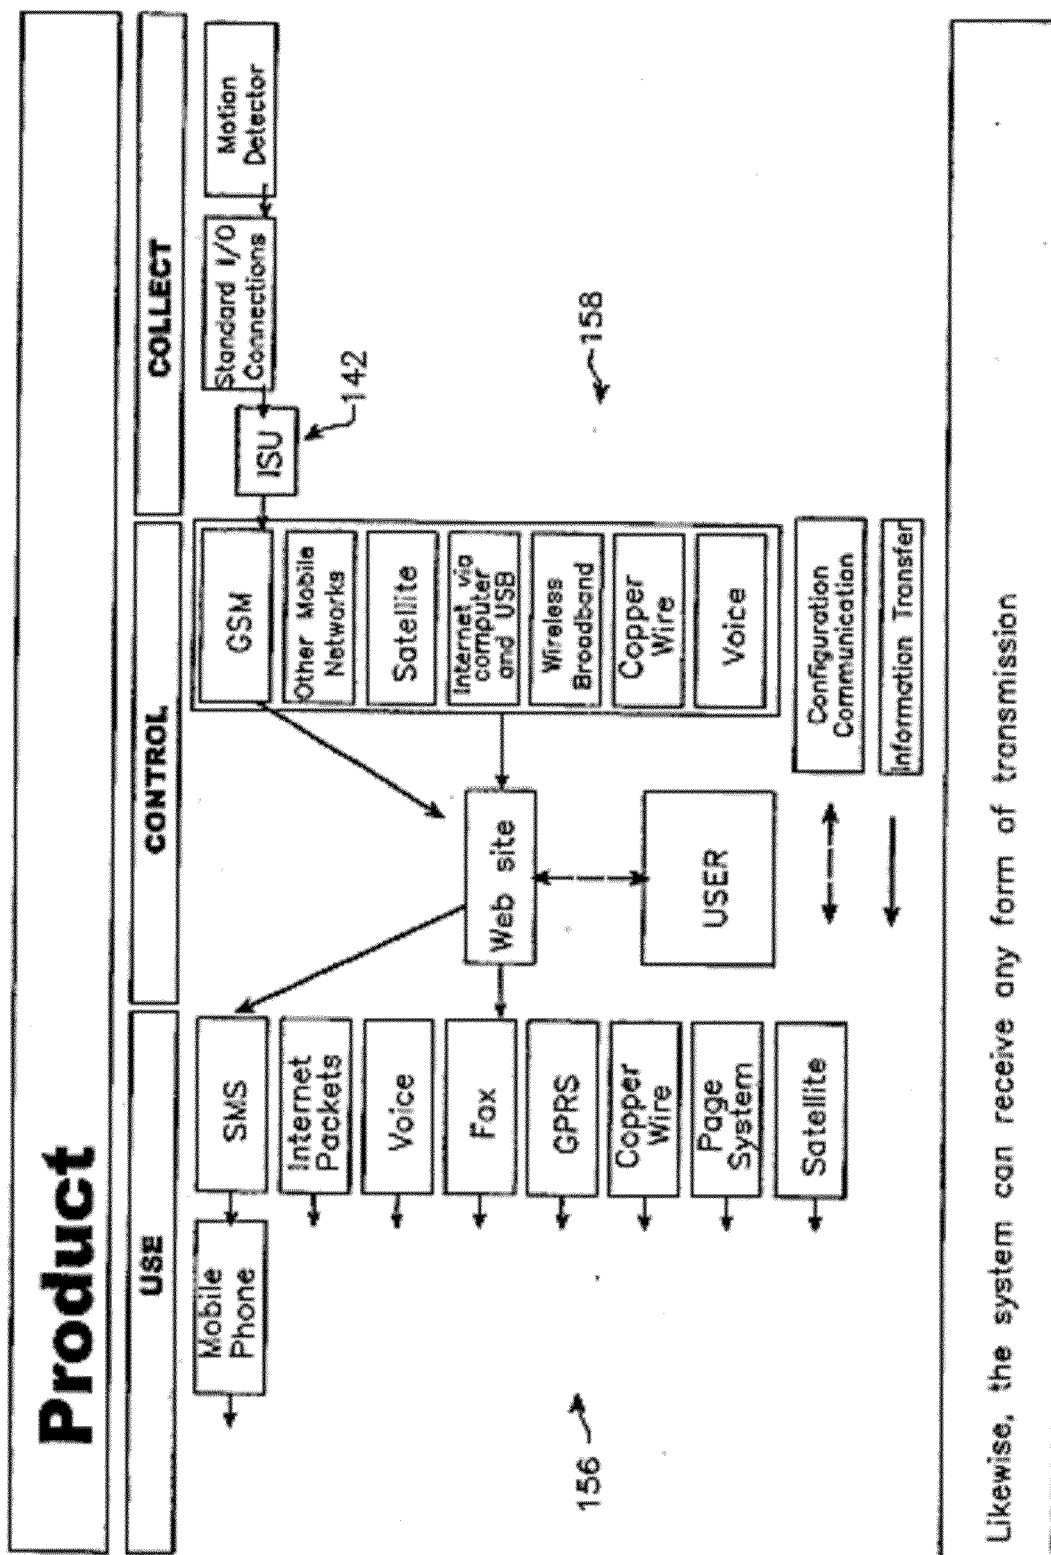 Product
USE
CONTROL
COLLECT
Mobile
Phone
SMS
Internet
Packets
Voice
Fax
GPRS
Copper
Wire
Page
System
Satellite
Web site
USER
GSM
Other Mobile
Networks
Satellite
Internet via
computer
and USB
Wireless
Broadband
Copper
Wire
Voice
Configuration
Communication
Information Transfer
ISU
142
Standard I/O
Connections
Motion
Detector
156
158
Likewise, the system can receive any form of transmission